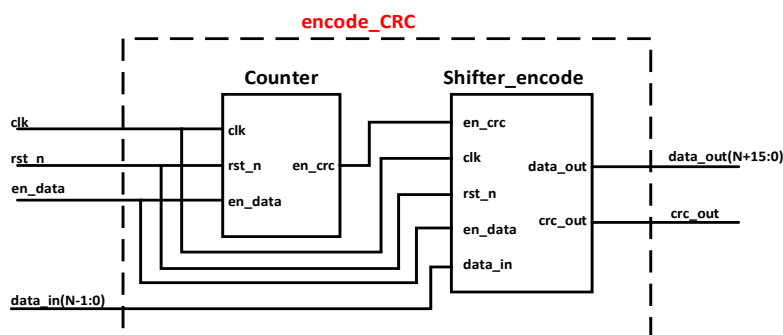 encode_CRC
Counter
Shifter_encode
clk
rst_n
en_data
data_in(N-1:0)
clk
rst_n
en_crc
en_data
en_crc
clk
rst_n
en_data
data_in
data_out
crc_out
data_out(N+15:0)
crc_out